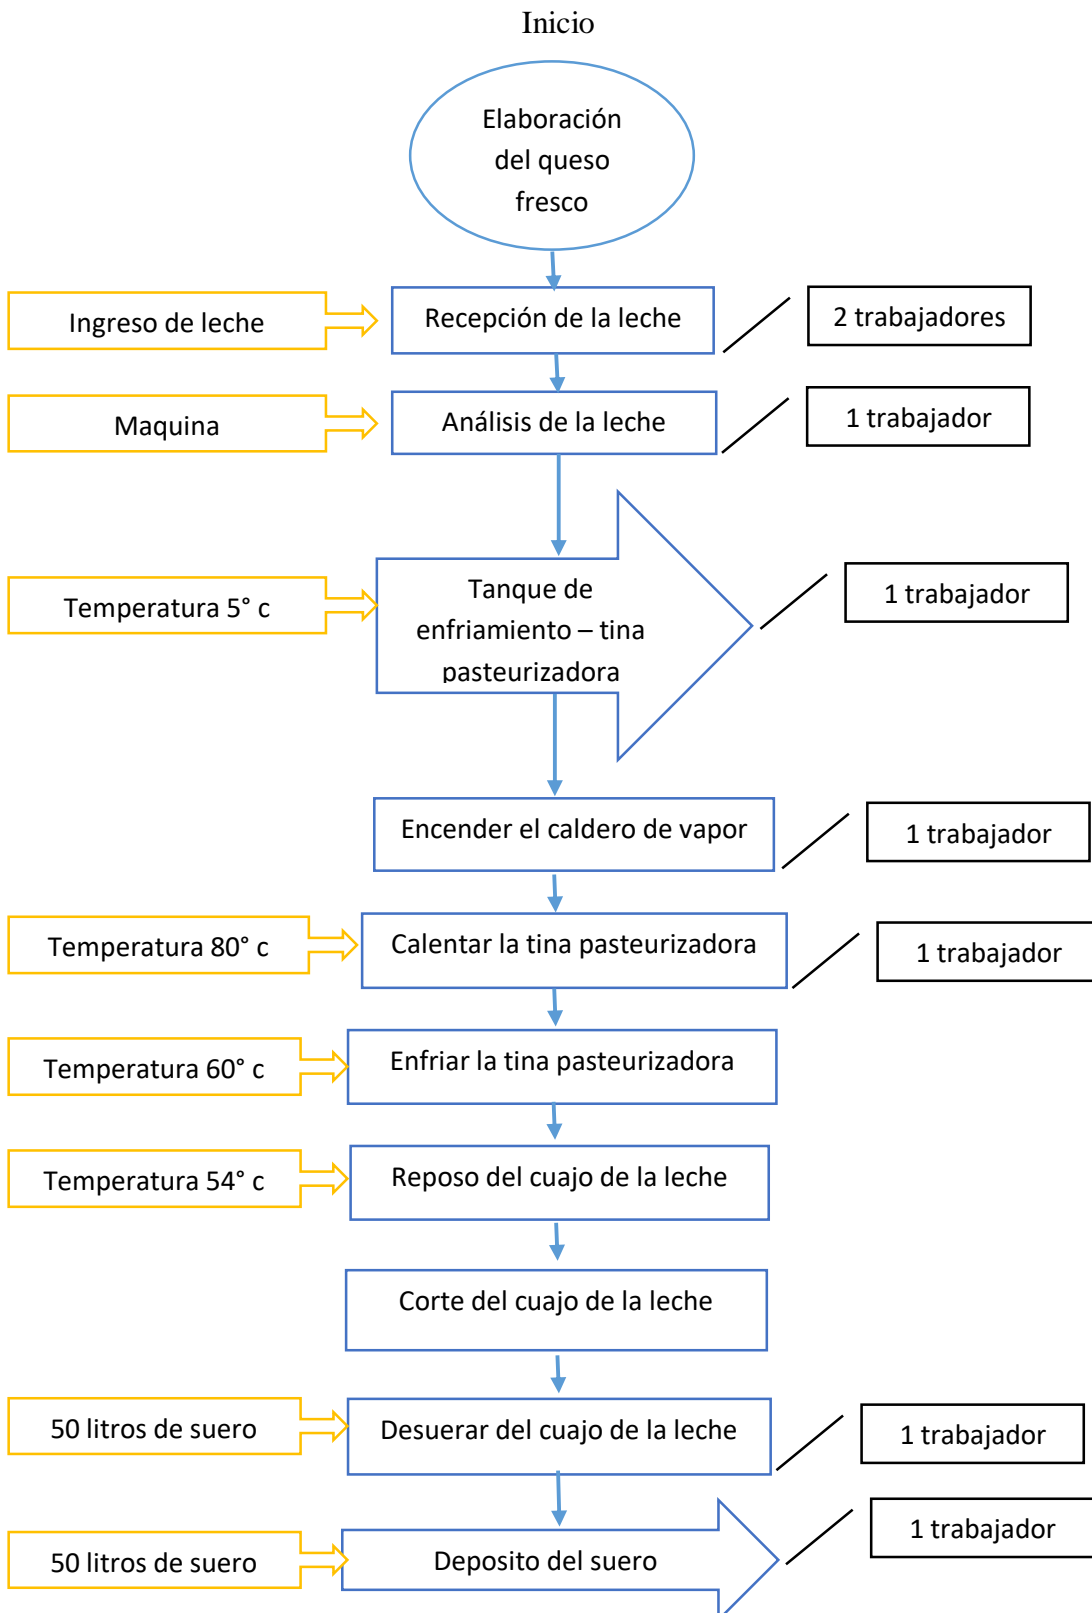 Inicio
Elaboración
del queso
fresco
Ingreso de leche
Recepción de la leche
2 trabajadores
Maquina
Análisis de la leche
1 trabajador
Temperatura 5° c
Tanque de
enfriamiento – tina
pasteurizadora
1 trabajador
Encender el caldero de vapor
1 trabajador
Temperatura 80° c
Calentar la tina pasteurizadora
1 trabajador
Temperatura 60° c
Enfriar la tina pasteurizadora
Temperatura 54° c
Reposo del cuajo de la leche
Corte del cuajo de la leche
50 litros de suero
Desuerar del cuajo de la leche
1 trabajador
50 litros de suero
Deposito del suero
1 trabajador